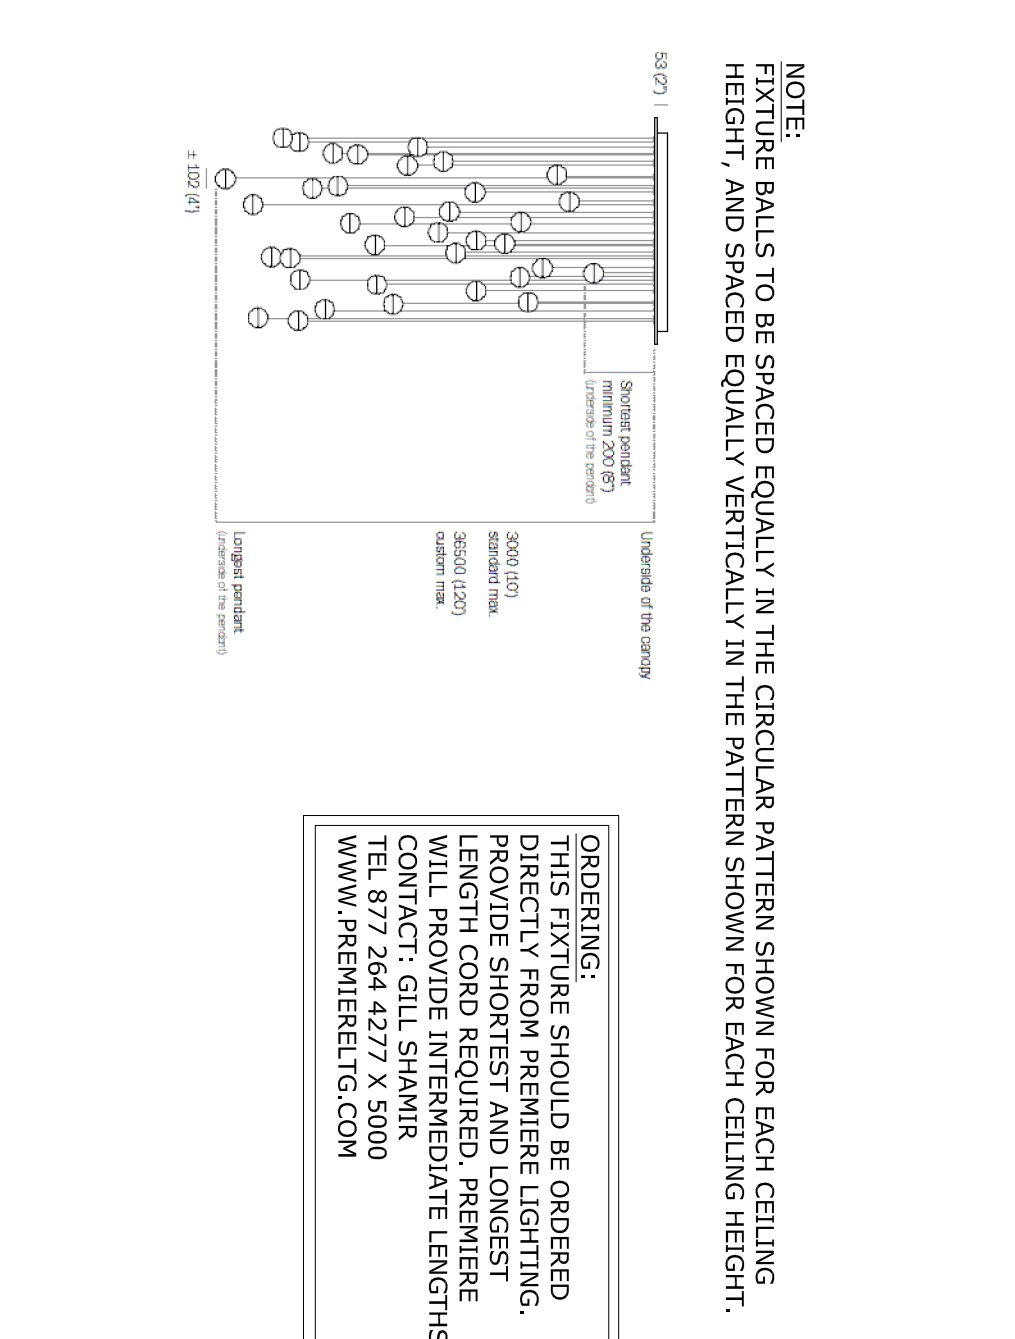 NOTE:
FIXTURE BALLS TO BE SPACED EQUALLY IN THE CIRCULAR PATTERN SHOWN FOR EACH CEILING
HEIGHT, AND SPACED EQUALLY VERTICALLY IN THE PATTERN SHOWN FOR EACH CEILING HEIGHT.
53 (2")
Shortest pendant
minimum 200 (8")
(underside of the pendant)
Underside of the canopy
3000 (10')
standard max.
36500 (120')
custom max.
Longest pendant
(underside of the pendant)
± 102 (4")
ORDERING:
THIS FIXTURE SHOULD BE ORDERED
DIRECTLY FROM PREMIERE LIGHTING.
PROVIDE SHORTEST AND LONGEST
LENGTH CORD REQUIRED. PREMIERE
WILL PROVIDE INTERMEDIATE LENGTHS
CONTACT: GILL SHAMIR
TEL 877 264 4277 X 5000
WWW.PREMIERELTG.COM